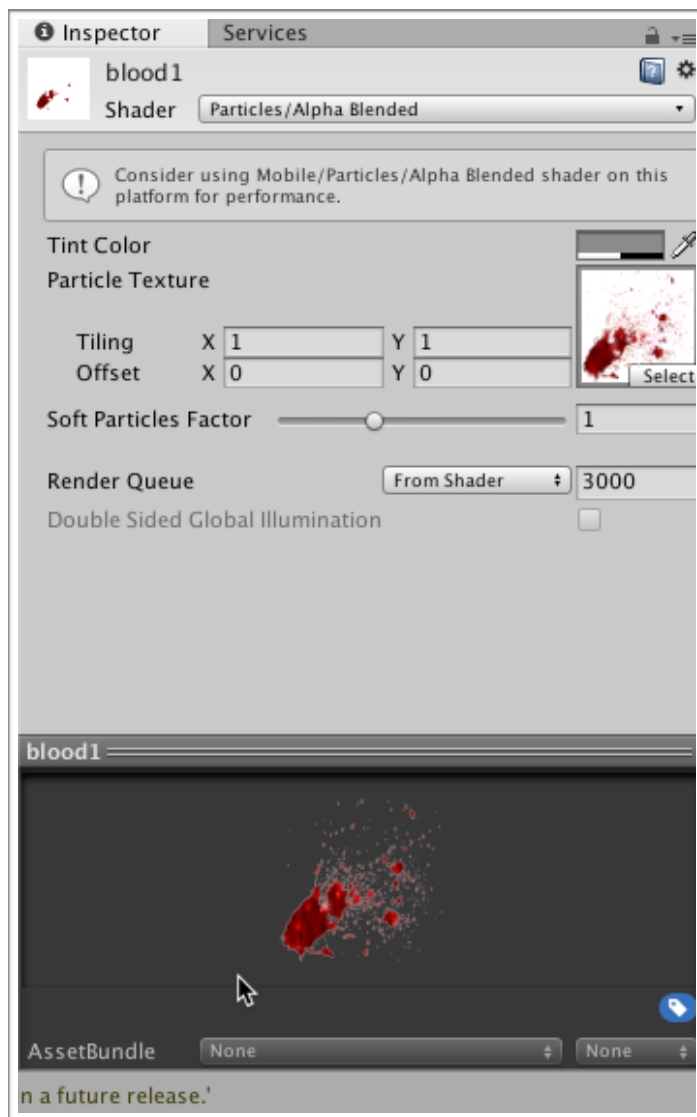 Inspector Services
blood1
Shader Particles/Alpha Blended
Consider using Mobile/Particles/Alpha Blended shader on this
platform for performance.
Tint Color
Particle Texture
Tiling X 1 Y 1
Offset X 0 Y 0
Select
Soft Particles Factor 1
Render Queue From Shader 3000
Double Sided Global Illumination
blood1
AssetBundle None None
n a future release.'